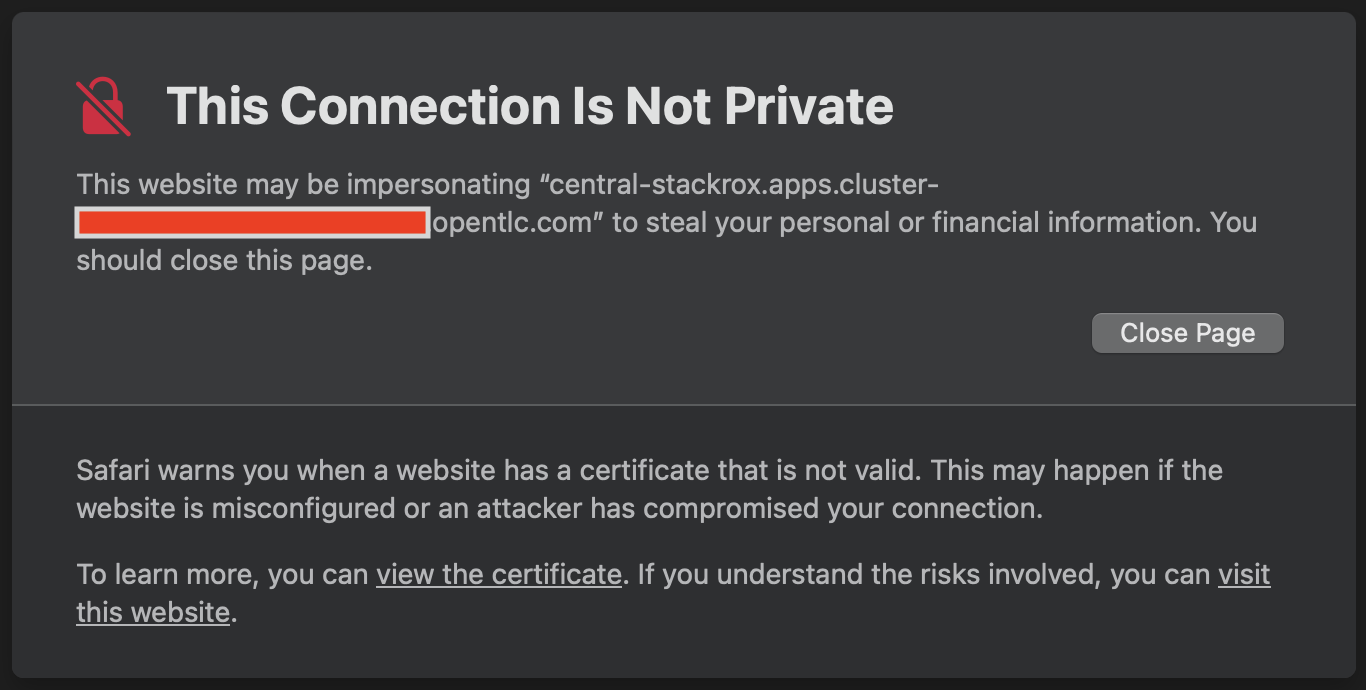 This Connection Is Not Private
This website may be impersonating “central-stackrox.apps.cluster-
opentlc.com” to steal your personal or financial information. You
should close this page.
Close Page
Safari warns you when a website has a certificate that is not valid. This may happen if the
website is misconfigured or an attacker has compromised your connection.
To learn more, you can view the certificate. If you understand the risks involved, you can visit
this website.